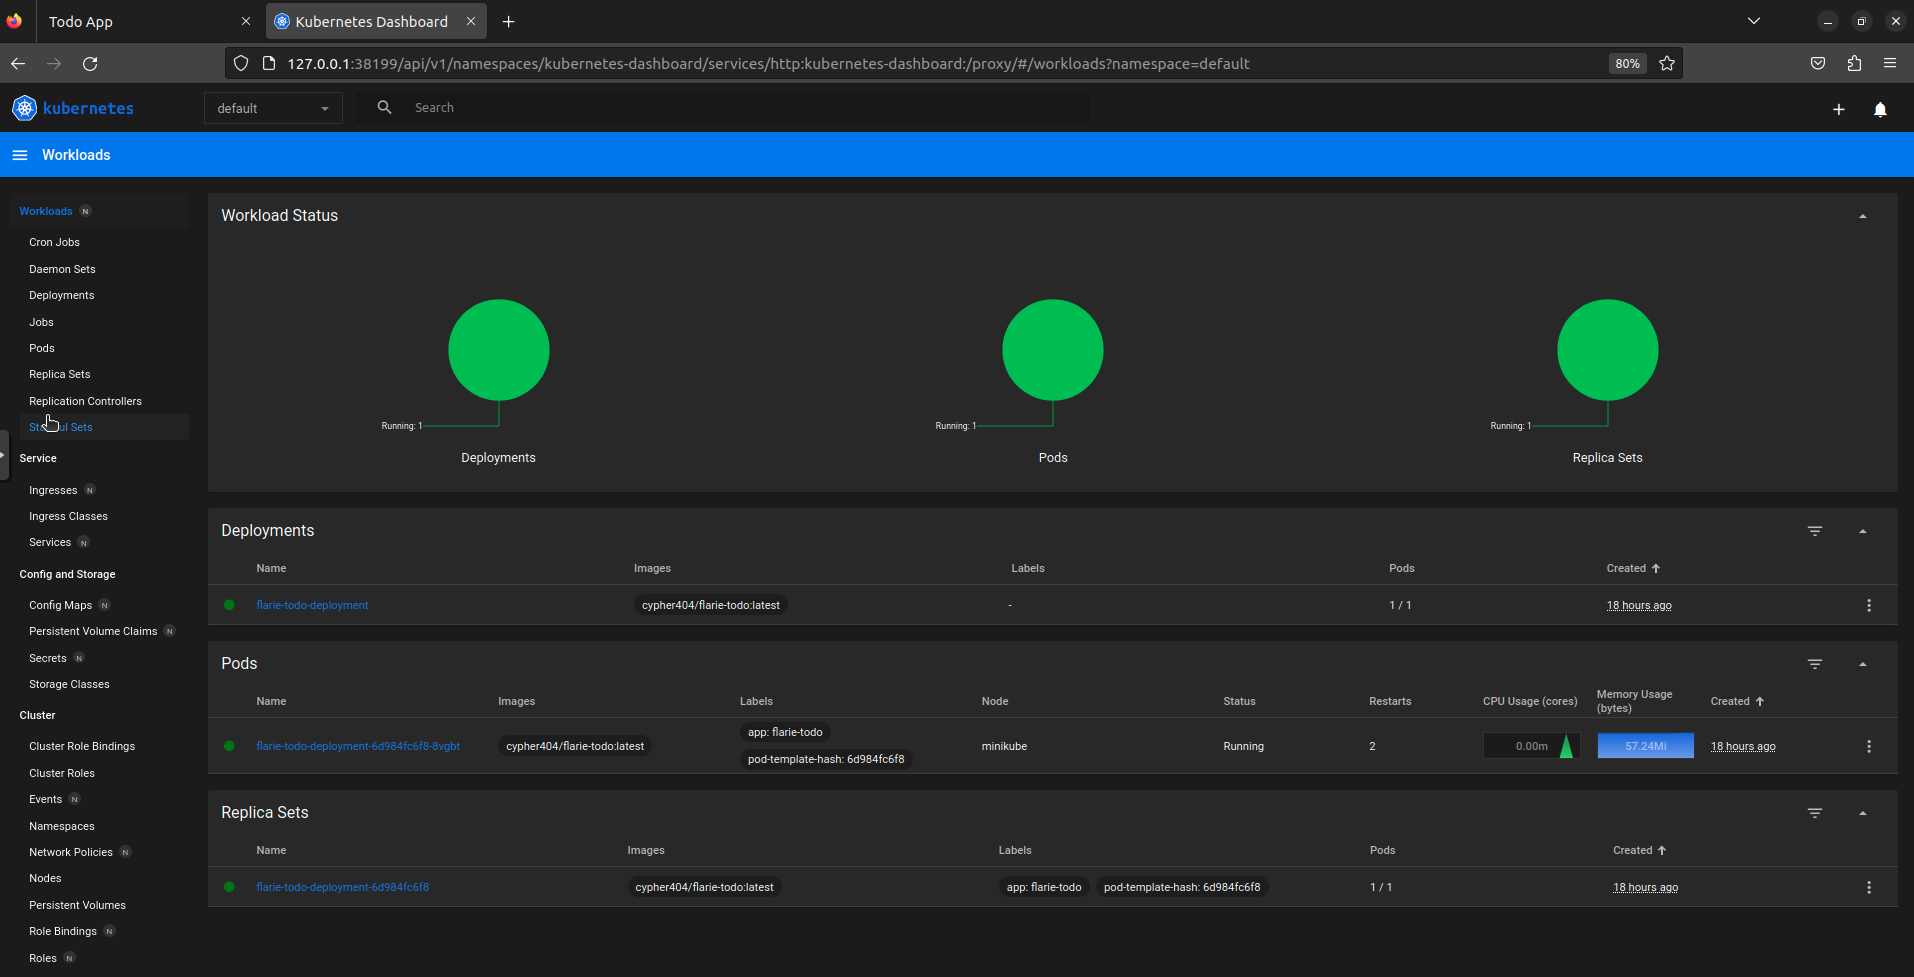 Todo App
Kubernetes Dashboard
127.0.0.1:38199/api/v1/namespaces/kubernetes-dashboard/services/http:kubernetes-dashboard:/proxy/#/workloads?namespace=default
80%
kubernetes
default
Search
Workloads
Workloads N
Cron Jobs
Daemon Sets
Deployments
Jobs
Pods
Replica Sets
Replication Controllers
Sets
Service
Ingresses N
Ingress Classes
Services N
Config and Storage
Config Maps N
Persistent Volume Claims N
Secrets N
Storage Classes
Cluster
Cluster Role Bindings
Cluster Roles
Events N
Namespaces
Network Policies N
Nodes
Persistent Volumes
Role Bindings N
Roles N
Workload Status
Running: 1
Deployments
Running: 1
Pods
Running: 1
Replica Sets
Deployments
Name Images Labels Pods Created
flarie-todo-deployment cypher404/flarie-todo:latest - 1 / 1 18 hours ago
Pods
Name Images Labels Node Status Restarts CPU Usage (cores) Memory Usage (bytes) Created
flarie-todo-deployment-6d984fc6f8-8vgbt cypher404/flarie-todo:latest app: flarie-todo pod-template-hash: 6d984fc6f8 minikube Running 2 0.00m 57.24Mi 18 hours ago
Replica Sets
Name Images Labels Pods Created
flarie-todo-deployment-6d984fc6f8 cypher404/flarie-todo:latest app: flarie-todo pod-template-hash: 6d984fc6f8 1 / 1 18 hours ago